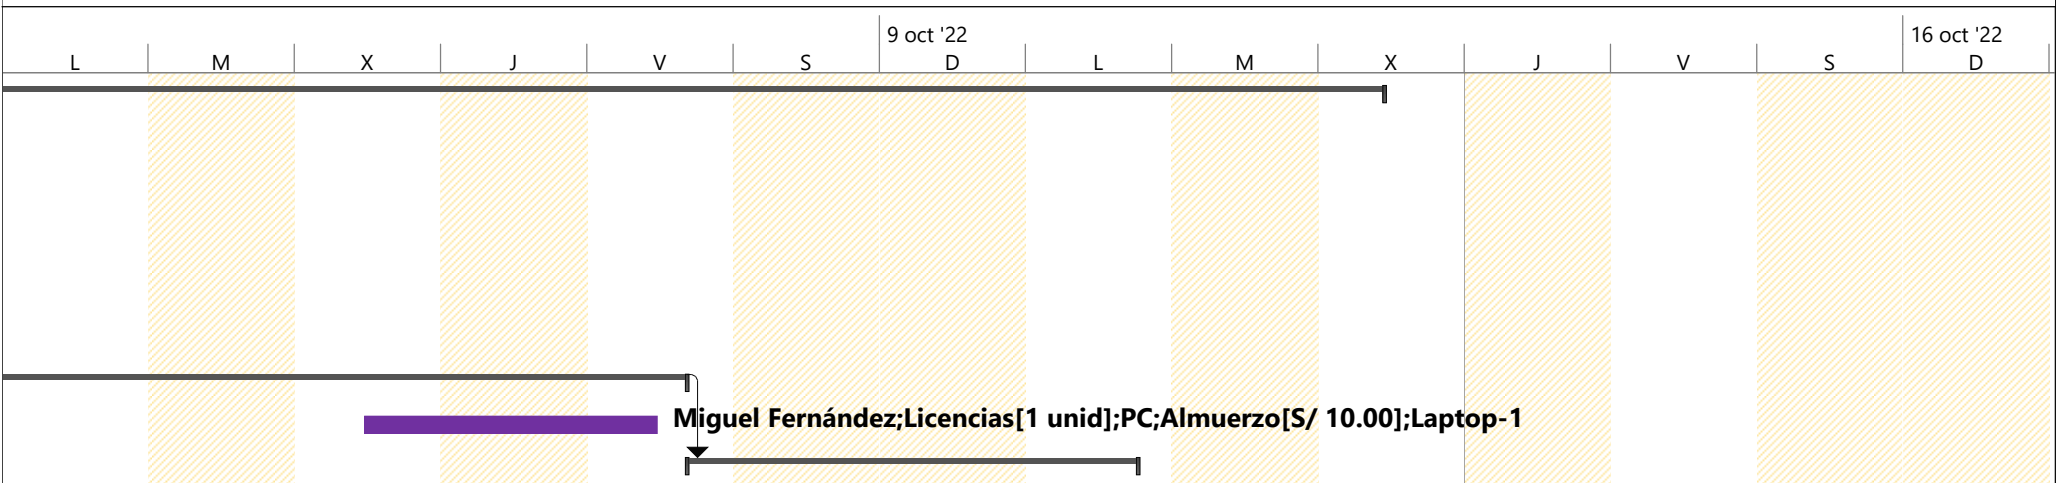 9 oct '22 16 oct '22
L M X J V S D L M X J V S D
Miguel Fernández;Licencias[1 unid];PC;Almuerzo[S/ 10.00];Laptop-1